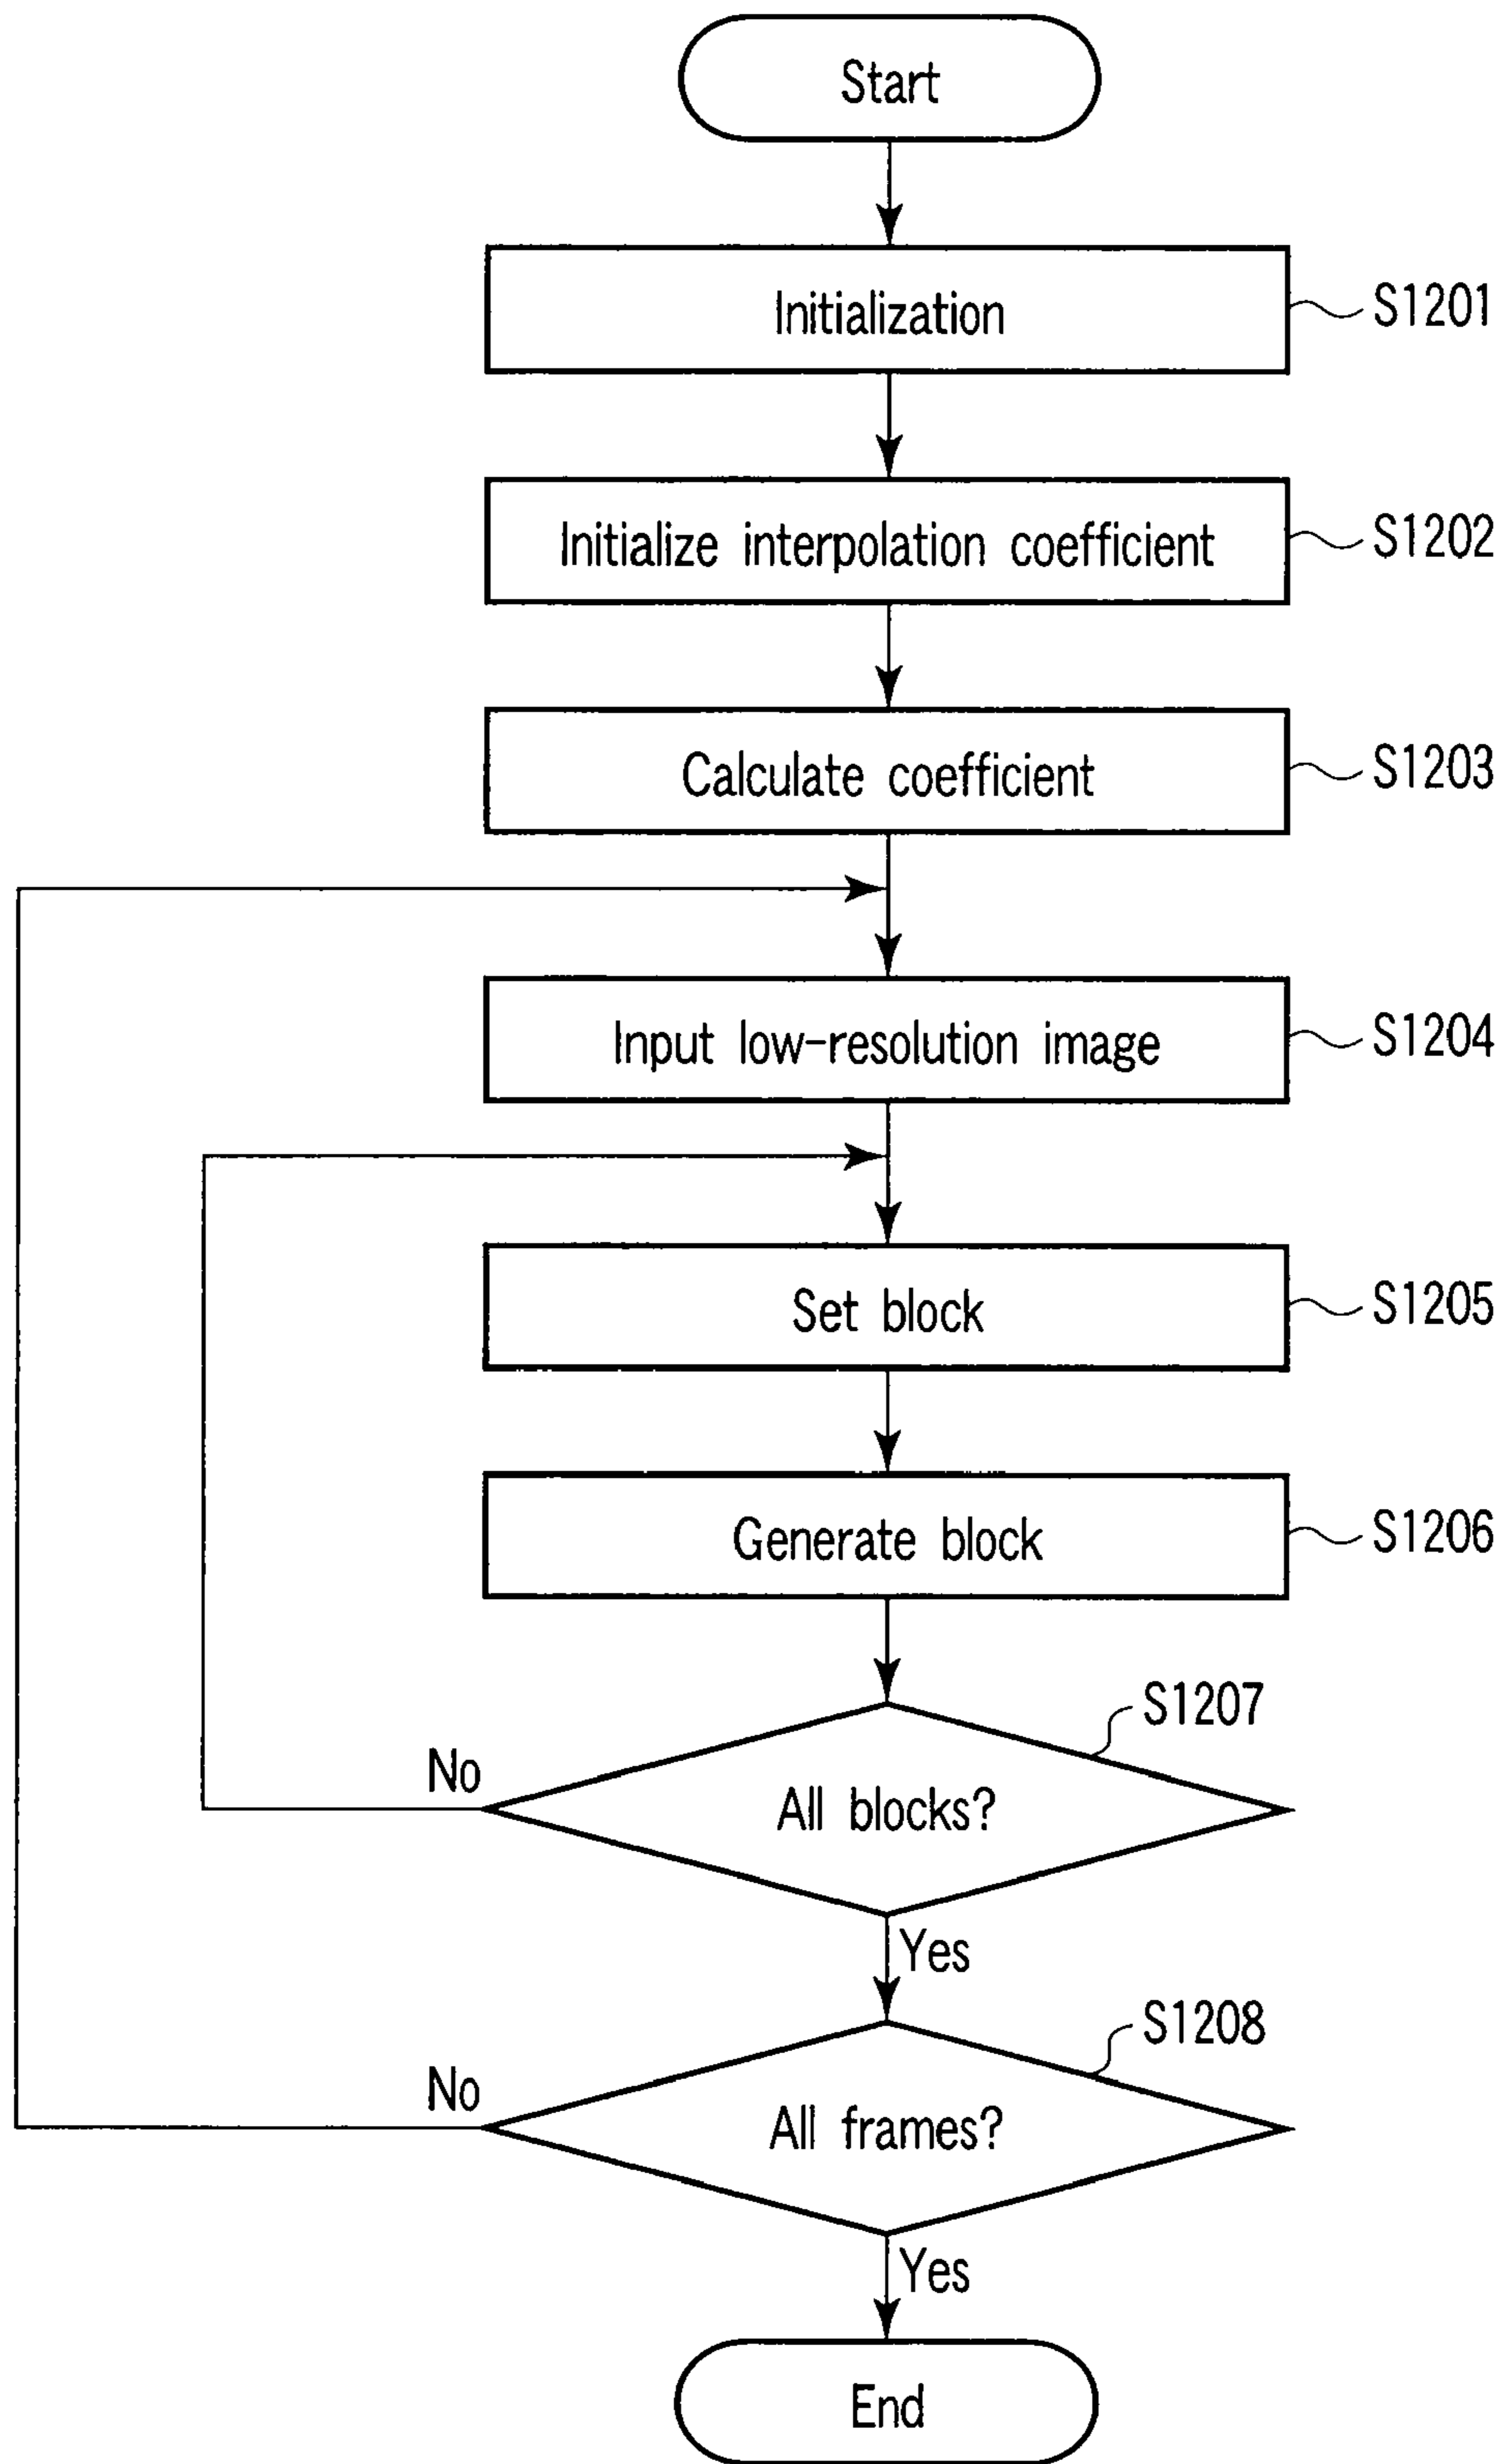 Start
Initialization
S1201
Initialize interpolation coefficient
S1202
Calculate coefficient
S1203
Input low-resolution image
S1204
Set block
S1205
Generate block
S1206
S1207
No
All blocks?
Yes
S1208
No
All frames?
Yes
End